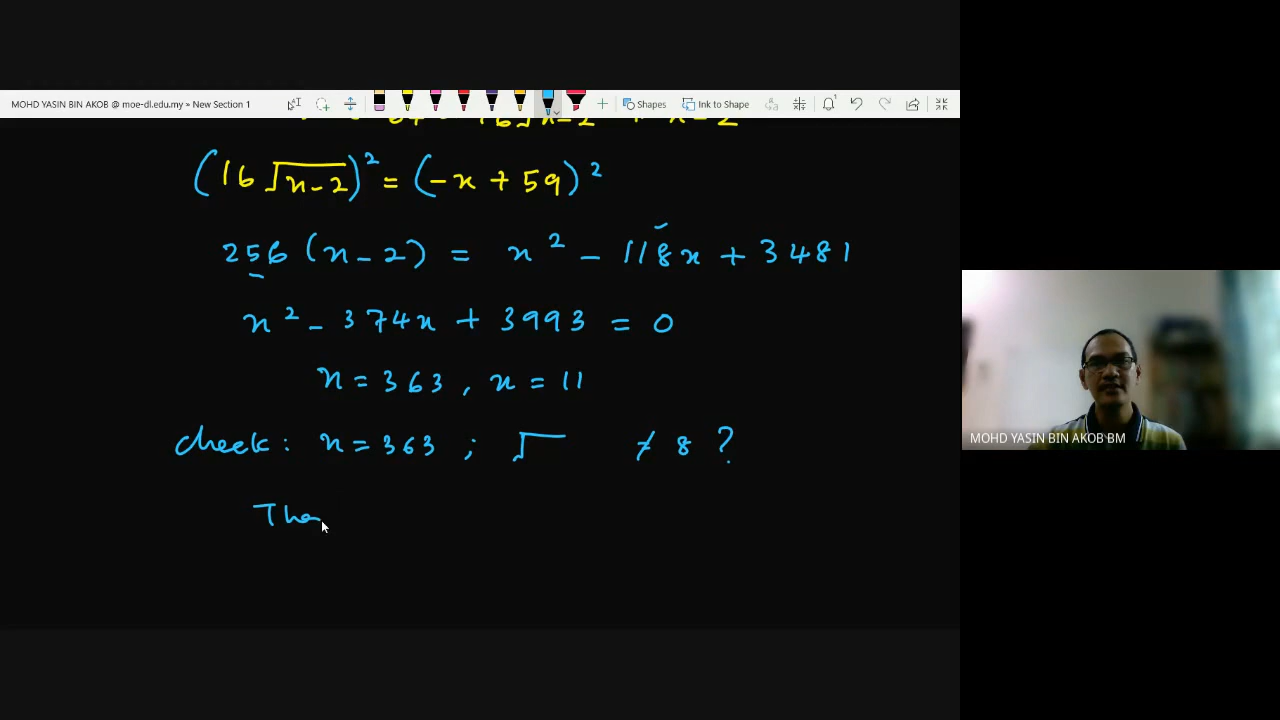 MOHD YASIN BIN AKOB @ moe-dl.edu.my » New Section 1
Shapes
Ink to Shape
(16√x-2)² = (-x + 59)²
256 (x - 2) = x² - 118x + 3481
x² - 374x + 3993 = 0
x = 363, x = 11
check: x = 363 ; √ ≠ 8 ?
The
MOHD YASIN BIN AKOB BM